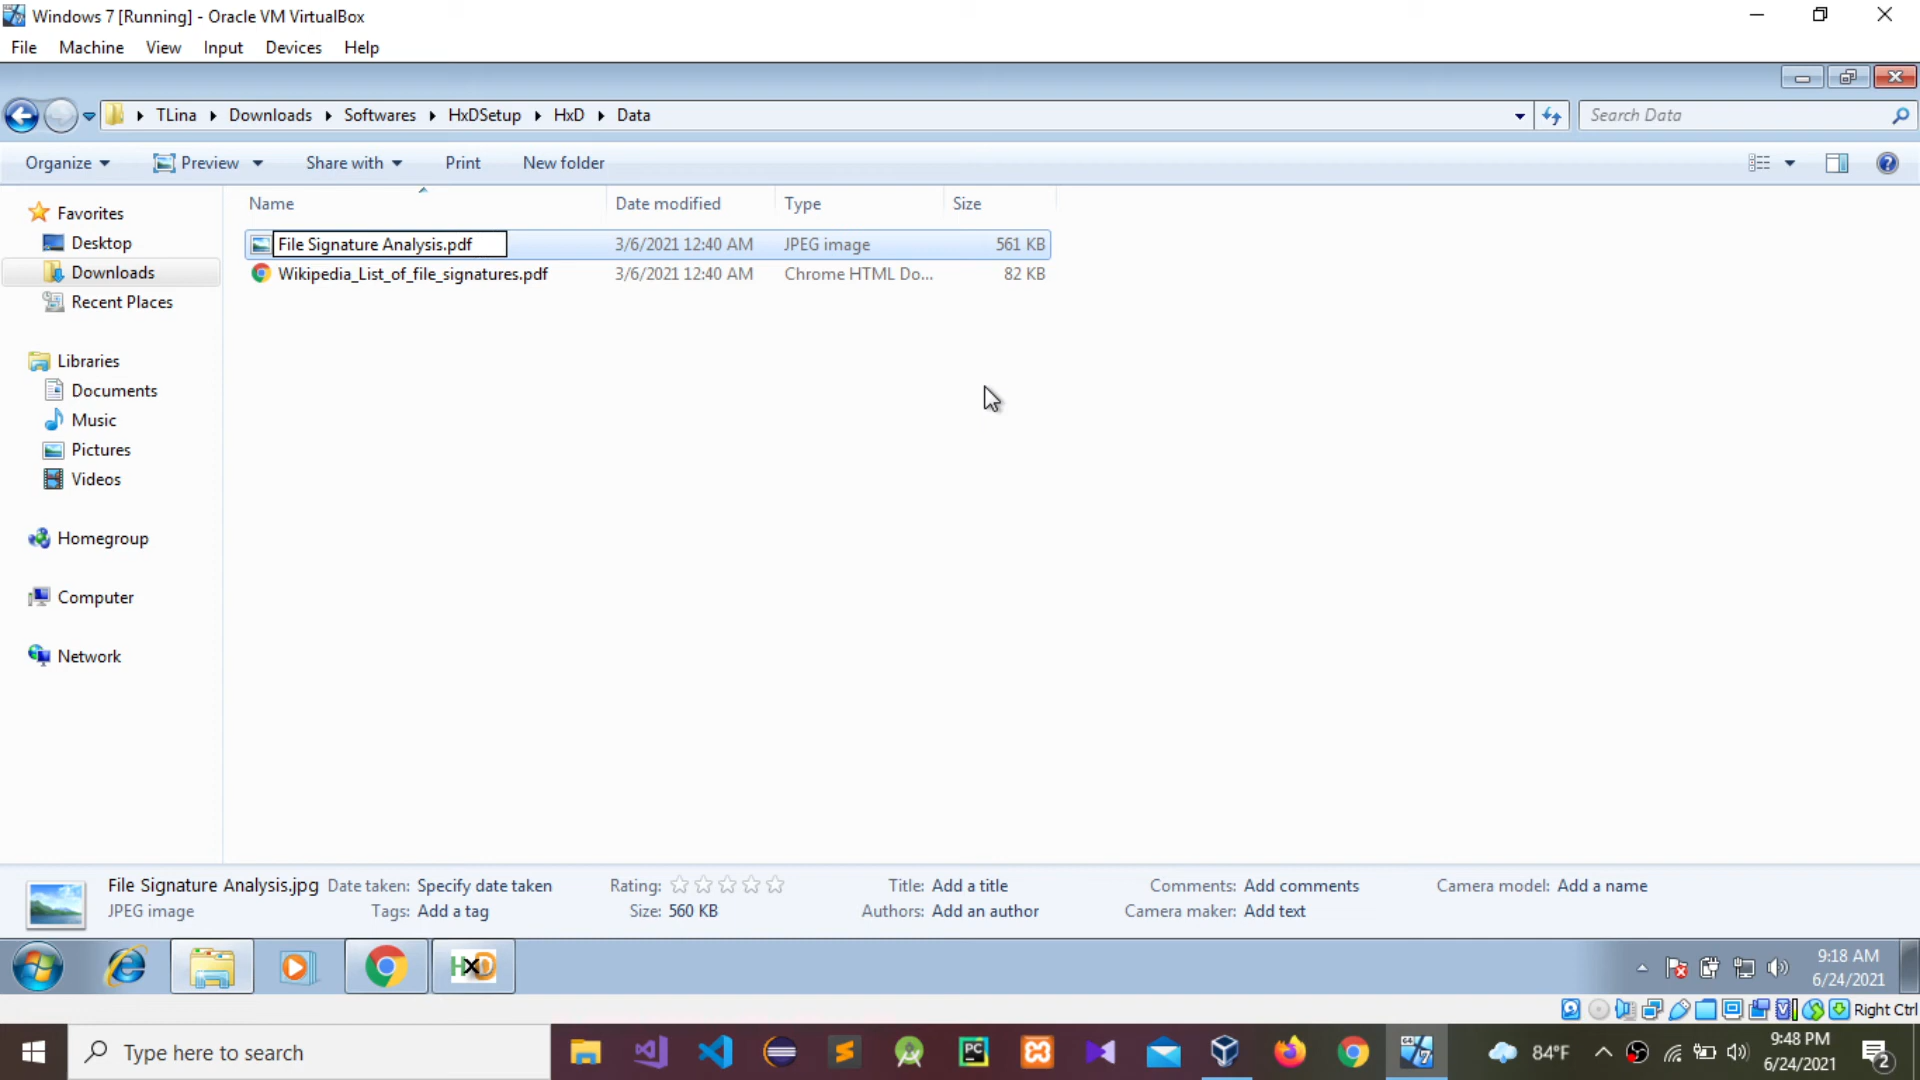 Windows 7 [Running] - Oracle VM VirtualBox
File Machine View Input Devices Help
TLina Downloads Softwares HxDSetup HxD Data
Search Data
Organize Preview Share with Print New folder
Name Date modified Type Size
File Signature Analysis.pdf 3/6/2021 12:40 AM JPEG image 561 KB
Wikipedia_List_of_file_signatures.pdf 3/6/2021 12:40 AM Chrome HTML Do... 82 KB
Favorites
Desktop
Downloads
Recent Places
Libraries
Documents
Music
Pictures
Videos
Homegroup
Computer
Network
File Signature Analysis.jpg Date taken: Specify date taken Rating: Title: Add a title Comments: Add comments Camera model: Add a name
JPEG image Tags: Add a tag Size: 560 KB Authors: Add an author Camera maker: Add text
HxD
9:18 AM
6/24/2021
Right Ctrl
Type here to search
PC
64
7
84°F
9:48 PM
6/24/2021
2